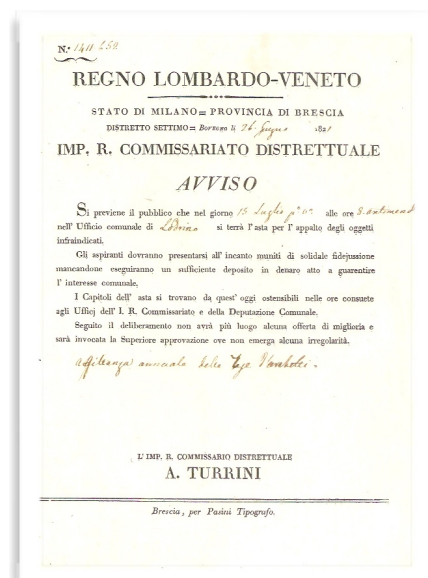 N.° 1411.252
REGNO LOMBARDO-VENETO
STATO DI MILANO = PROVINCIA DI BRESCIA
DISTRETTO SETTIMO = Bovegno li 26. Giugno 1821
IMP. R. COMMISSARIATO DISTRETTUALE
AVVISO
Si previene il pubblico che nel giorno 13 Luglio alle ore 8. antimerid
nell' Ufficio comunale di Lodrino si terrà l'asta per l' appalto degli oggetti
infraindicati.
Gli aspiranti dovranno presentarsi all' incanto muniti di solidale fidejussione
mancandone eseguiranno un sufficiente deposito in denaro atto a guarentire
l' interesse comunale.
I Capitoli dell' asta si trovano da quest' oggi ostensibili nelle ore consuete
agli Ufficj dell' I. R. Commissariato e della Deputazione Comunale.
Seguito il deliberamento non avrà più luogo alcuna offerta di miglioria e
sarà invocata la Superiore approvazione ove non emerga alcuna irregolarità.
Affittanza annuale delle
L' IMP. R. COMMISSARIO DISTRETTUALE
A. TURRINI
Brescia, per Pasini Tipografo.